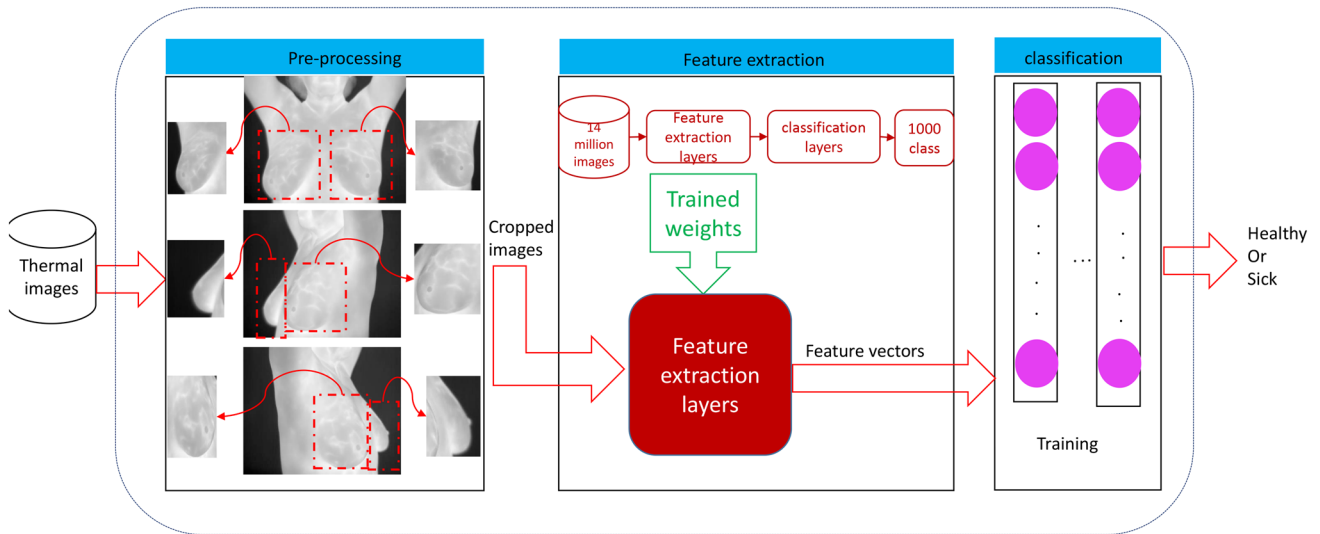 Pre-processing
Feature extraction
classification
14
million
images
Feature
extraction
layers
classification
layers
1000
class
Trained
weights
Thermal
images
Cropped
images
Feature
extraction
layers
Feature vectors
...
Training
Healthy
Or
Sick